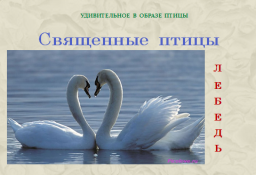 УДИВИТЕЛЬНОЕ В ОБРАЗЕ ПТИЦЫ
Священные птицы
Л
Е
Б
Е
Д
Ь